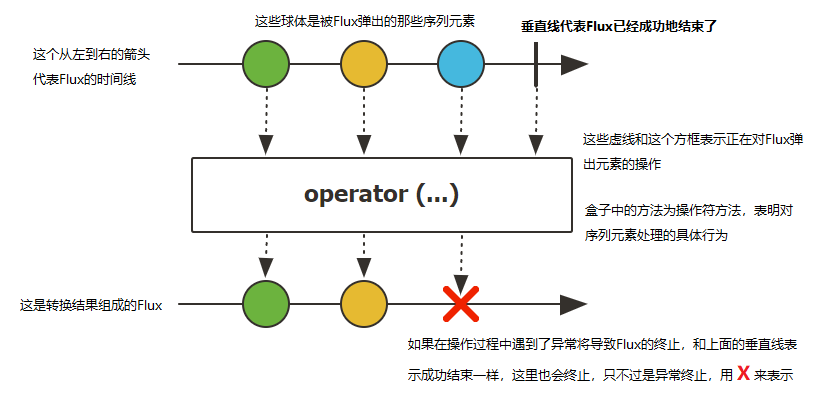 这些球体是被Flux弹出的那些序列元素
垂直线代表Flux已经成功地结束了
这个从左到右的箭头
代表Flux的时间线
这些虚线和这个方框表示正在对Flux弹
出元素的操作
operator (...)
盒子中的方法为操作符方法，表明对
序列元素处理的具体行为
这是转换结果组成的Flux
如果在操作过程中遇到了异常将导致Flux的终止，和上面的垂直线表
示成功结束一样，这里也会终止，只不过是异常终止，用 X 来表示